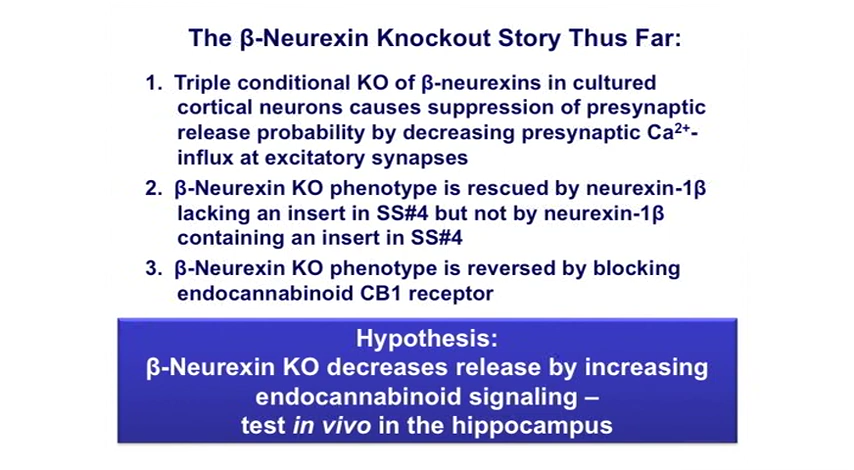 The β-Neurexin Knockout Story Thus Far:
1. Triple conditional KO of β-neurexins in cultured
cortical neurons causes suppression of presynaptic
release probability by decreasing presynaptic Ca²⁺-
influx at excitatory synapses
2. β-Neurexin KO phenotype is rescued by neurexin-1β
lacking an insert in SS#4 but not by neurexin-1β
containing an insert in SS#4
3. β-Neurexin KO phenotype is reversed by blocking
endocannabinoid CB1 receptor
Hypothesis:
β-Neurexin KO decreases release by increasing
endocannabinoid signaling –
test in vivo in the hippocampus